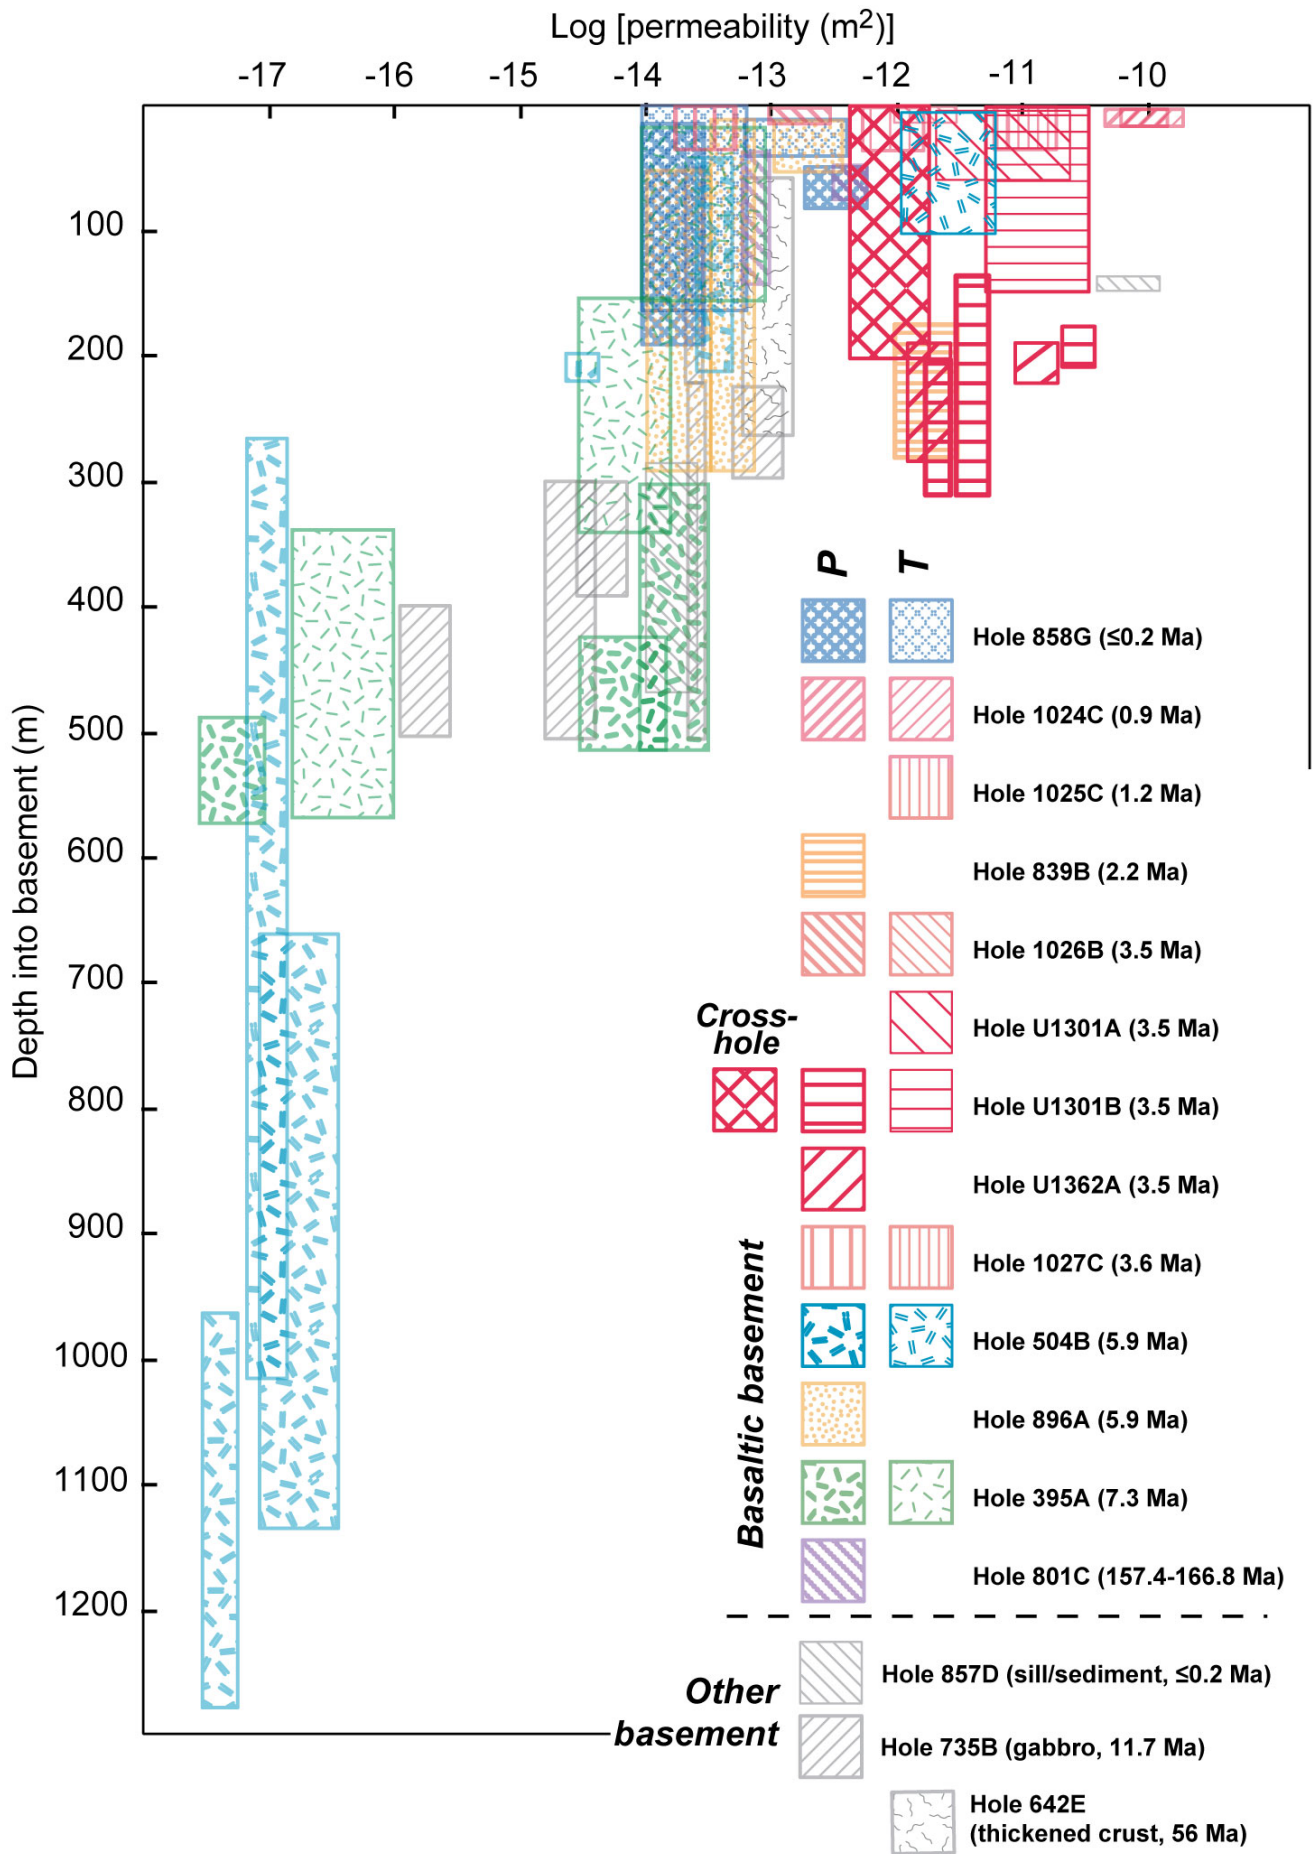 Log [permeability (m2)]
-17 -16 -15 -14 -13 -12 -11 -10
Depth into basement (m)
100
200
300
400
500
600
700
800
900
1000
1100
1200
P T
Hole 858G (≤0.2 Ma)
Hole 1024C (0.9 Ma)
Hole 1025C (1.2 Ma)
Hole 839B (2.2 Ma)
Hole 1026B (3.5 Ma)
Hole U1301A (3.5 Ma)
Cross-
hole
Hole U1301B (3.5 Ma)
Hole U1362A (3.5 Ma)
Hole 1027C (3.6 Ma)
Hole 504B (5.9 Ma)
Hole 896A (5.9 Ma)
Hole 395A (7.3 Ma)
Hole 801C (157.4-166.8 Ma)
Basaltic basement
Other
basement
Hole 857D (sill/sediment, ≤0.2 Ma)
Hole 735B (gabbro, 11.7 Ma)
Hole 642E
(thickened crust, 56 Ma)